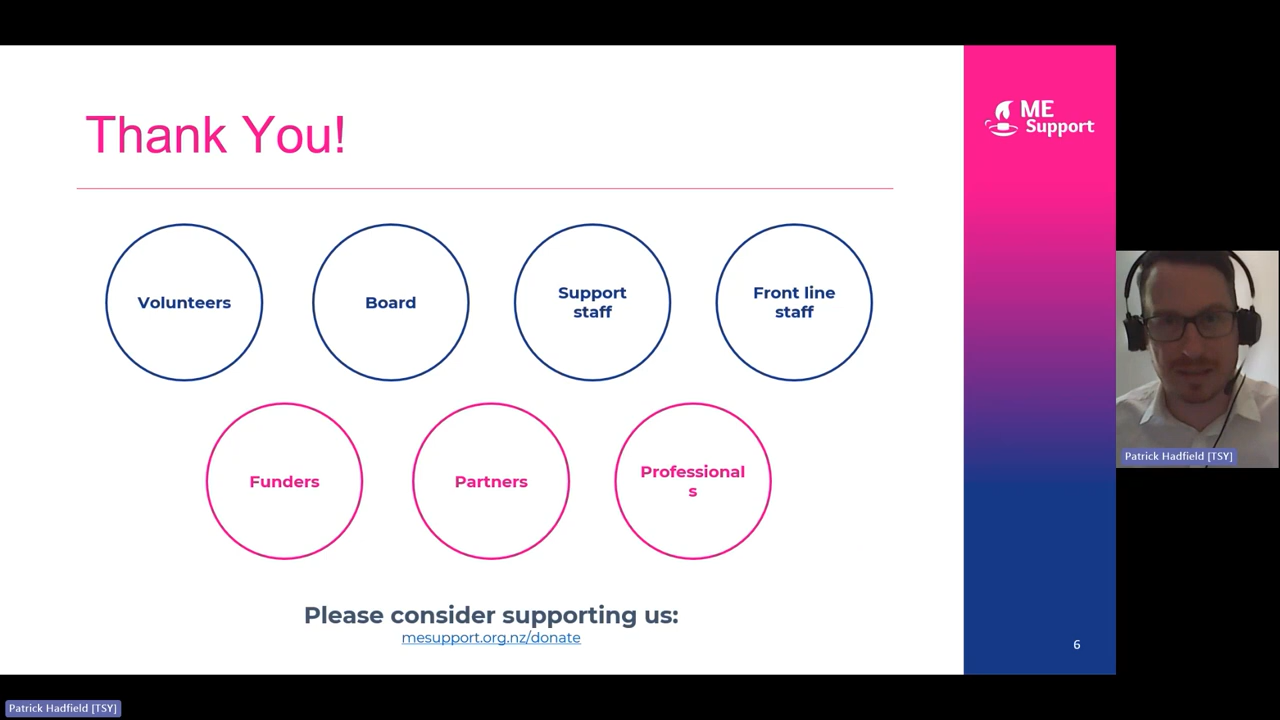 Thank You!
ME
Support
Volunteers
Board
Support
staff
Front line
staff
Funders
Partners
Professional
s
Please consider supporting us:
mesupport.org.nz/donate
6
Patrick Hadfield [TSY]
Patrick Hadfield [TSY]